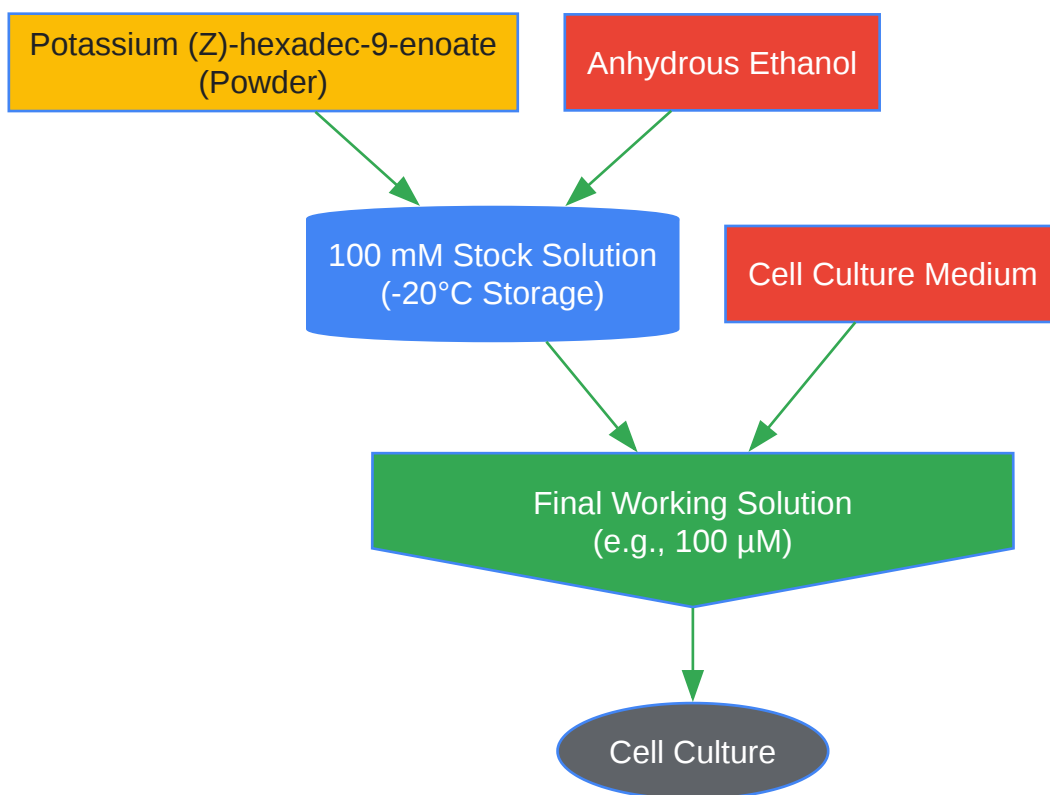 Potassium (Z)-hexadec-9-enoate
(Powder)
Anhydrous Ethanol
100 mM Stock Solution
(-20°C Storage)
Cell Culture Medium
Final Working Solution
(e.g., 100 µM)
Cell Culture